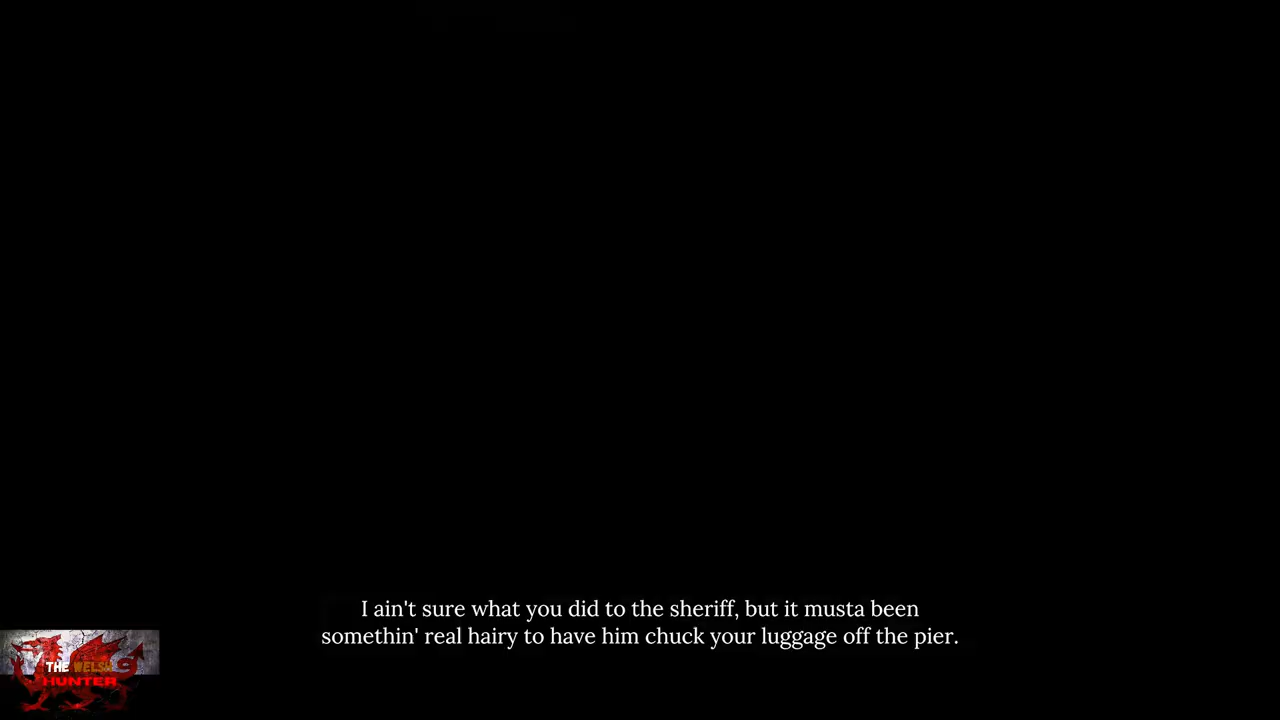 I ain't sure what you did to the sheriff, but it musta been
somethin' real hairy to have him chuck your luggage off the pier.
THE WELSH
HUNTER